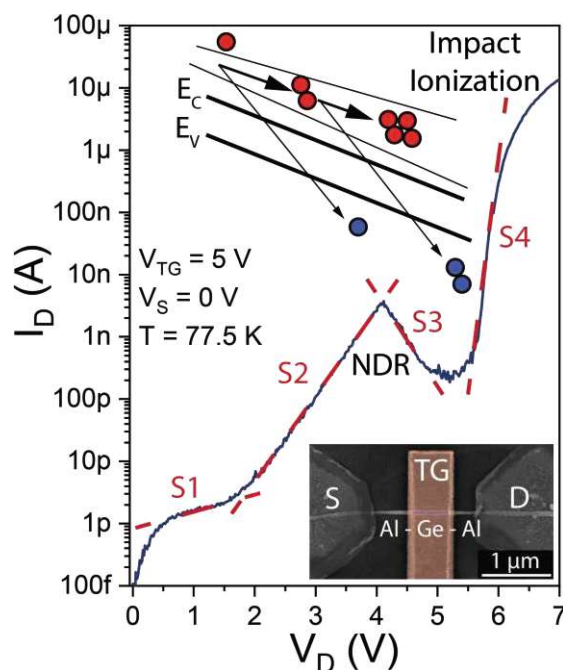 100µ
10µ
1µ
100n
10n
1n
100p
10p
1p
100f
I_D (A)
Impact
Ionization
E_C
E_V
V_TG = 5 V
V_S = 0 V
T = 77.5 K
S1
S2
S3
S4
NDR
TG
S
D
Al - Ge - Al
1 µm
0 1 2 3 4 5 6 7
V_D (V)